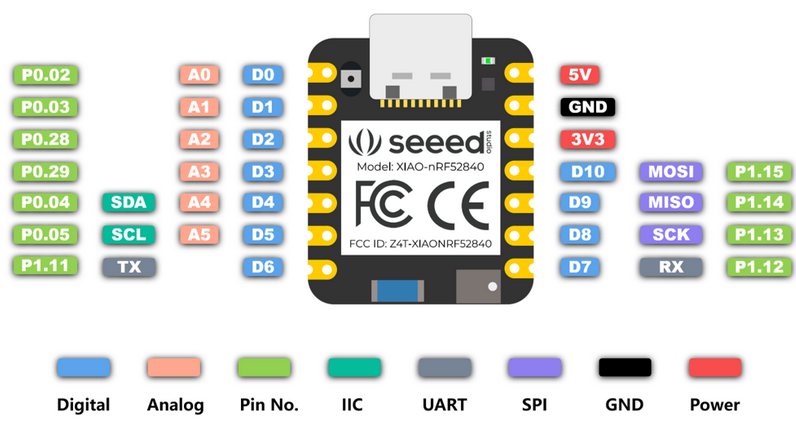 P0.02 A0 D0 5V
P0.03 A1 D1 GND
P0.28 A2 D2 3V3
P0.29 A3 D3 D10 MOSI P1.15
P0.04 SDA A4 D4 D9 MISO P1.14
P0.05 SCL A5 D5 D8 SCK P1.13
P1.11 TX D6 D7 RX P1.12
seeed studio
Model: XIAO-nRF52840
FC CE
FCC ID: Z4T-XIAONRF52840
Digital Analog Pin No. IIC UART SPI GND Power